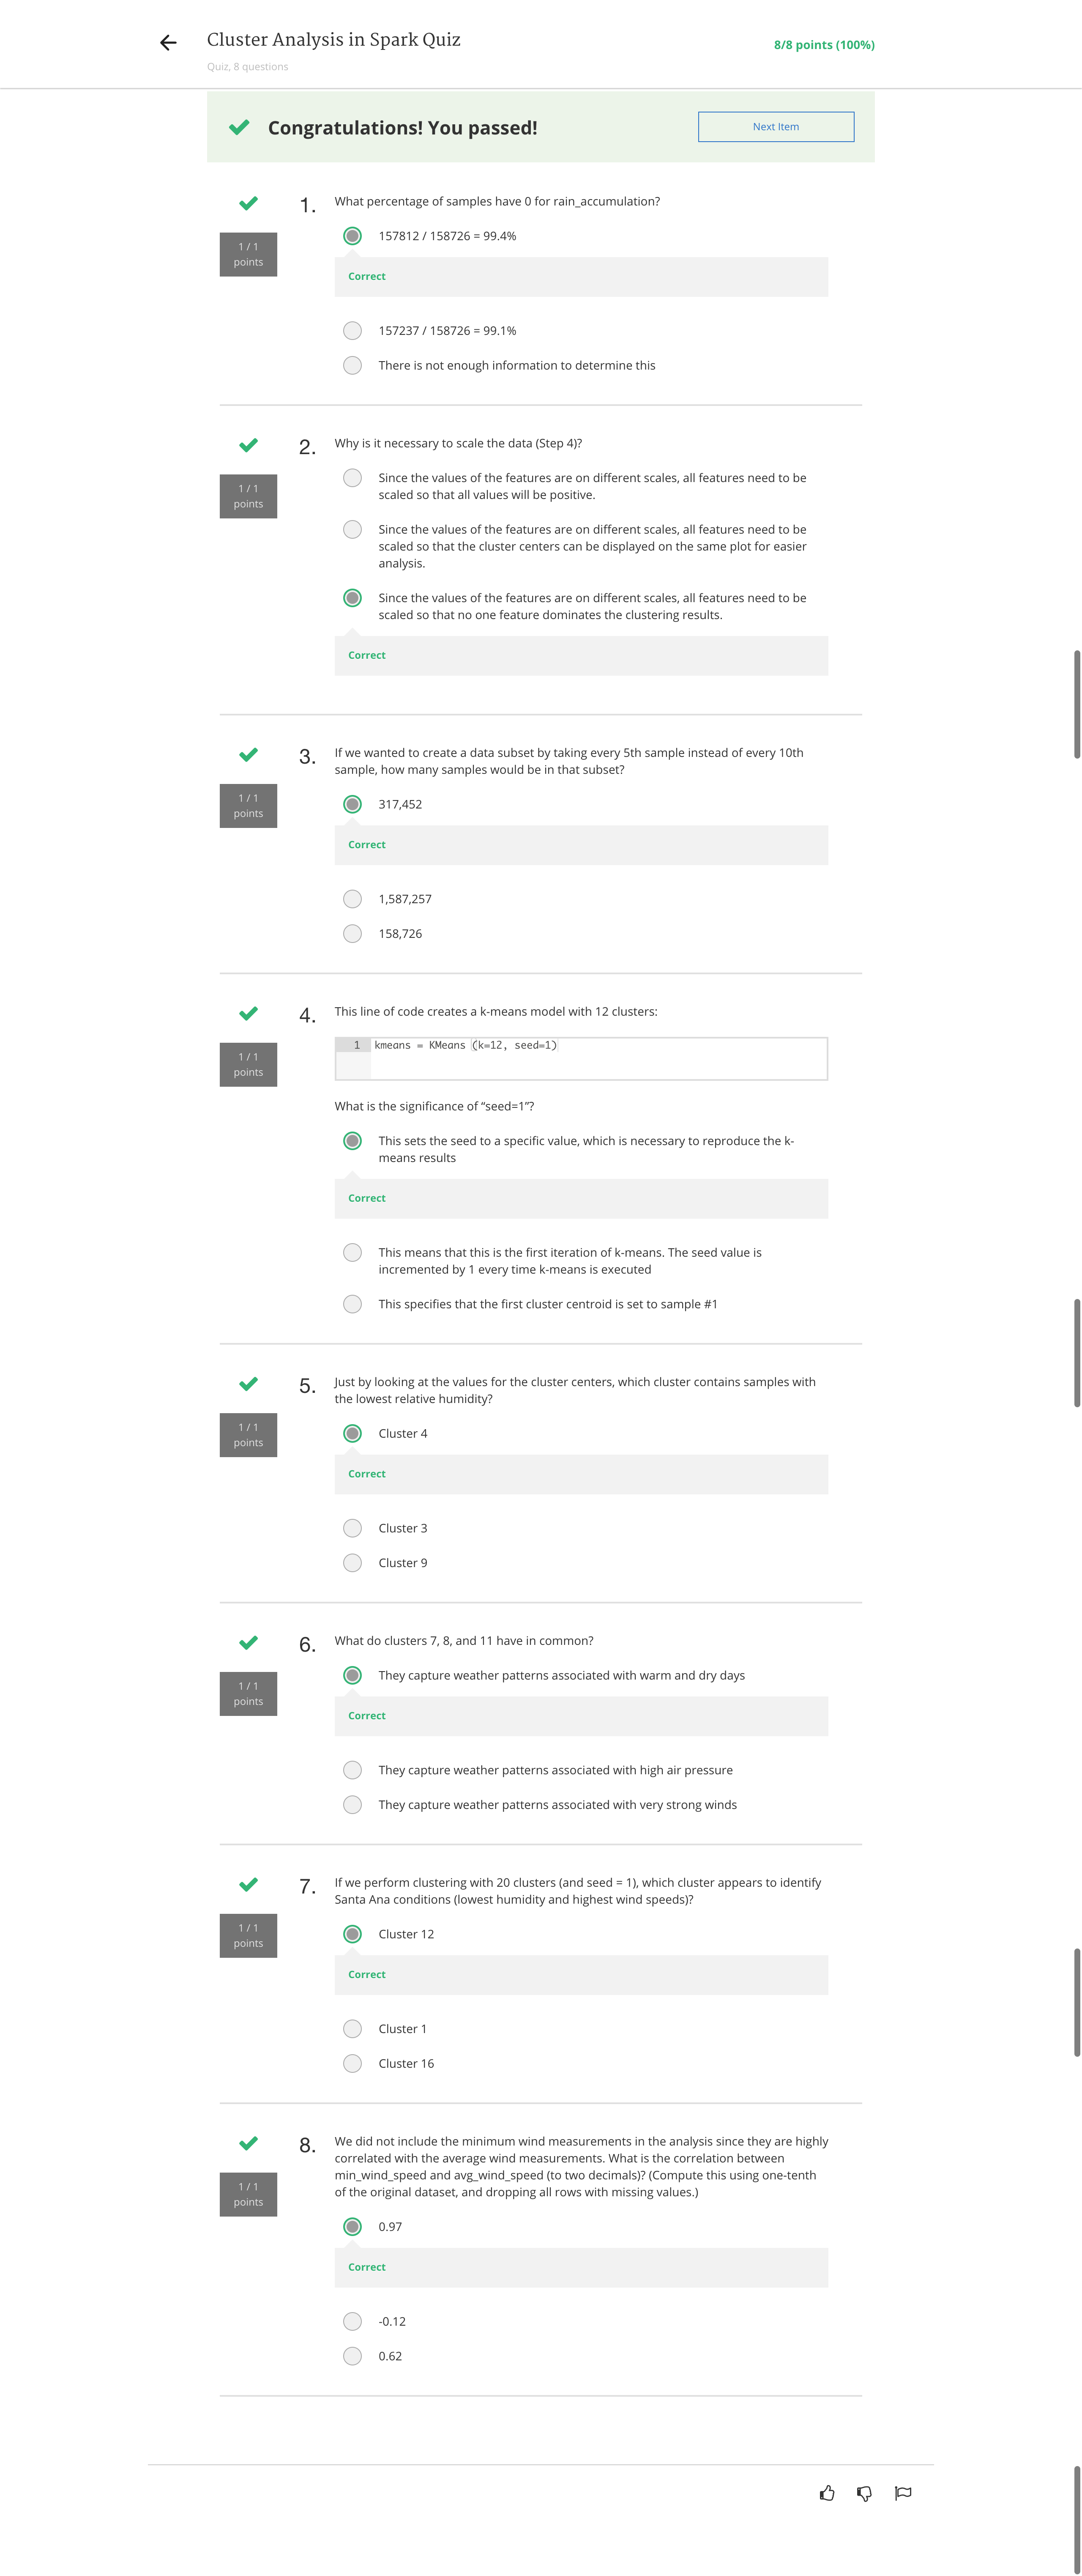 Cluster Analysis in Spark Quiz
Quiz, 8 questions
8/8 points (100%)
Congratulations! You passed!
Next Item
1 / 1
points
1.
What percentage of samples have 0 for rain_accumulation?
157812 / 158726 = 99.4%
Correct
157237 / 158726 = 99.1%
There is not enough information to determine this
1 / 1
points
2.
Why is it necessary to scale the data (Step 4)?
Since the values of the features are on different scales, all features need to be
scaled so that all values will be positive.
Since the values of the features are on different scales, all features need to be
scaled so that the cluster centers can be displayed on the same plot for easier
analysis.
Since the values of the features are on different scales, all features need to be
scaled so that no one feature dominates the clustering results.
Correct
1 / 1
points
3.
If we wanted to create a data subset by taking every 5th sample instead of every 10th
sample, how many samples would be in that subset?
317,452
Correct
1,587,257
158,726
1 / 1
points
4.
This line of code creates a k-means model with 12 clusters:
1 kmeans = KMeans (k=12, seed=1)
What is the significance of “seed=1”?
This sets the seed to a specific value, which is necessary to reproduce the k-
means results
Correct
This means that this is the first iteration of k-means. The seed value is
incremented by 1 every time k-means is executed
This specifies that the first cluster centroid is set to sample #1
1 / 1
points
5.
Just by looking at the values for the cluster centers, which cluster contains samples with
the lowest relative humidity?
Cluster 4
Correct
Cluster 3
Cluster 9
1 / 1
points
6.
What do clusters 7, 8, and 11 have in common?
They capture weather patterns associated with warm and dry days
Correct
They capture weather patterns associated with high air pressure
They capture weather patterns associated with very strong winds
1 / 1
points
7.
If we perform clustering with 20 clusters (and seed = 1), which cluster appears to identify
Santa Ana conditions (lowest humidity and highest wind speeds)?
Cluster 12
Correct
Cluster 1
Cluster 16
1 / 1
points
8.
We did not include the minimum wind measurements in the analysis since they are highly
correlated with the average wind measurements. What is the correlation between
min_wind_speed and avg_wind_speed (to two decimals)? (Compute this using one-tenth
of the original dataset, and dropping all rows with missing values.)
0.97
Correct
-0.12
0.62